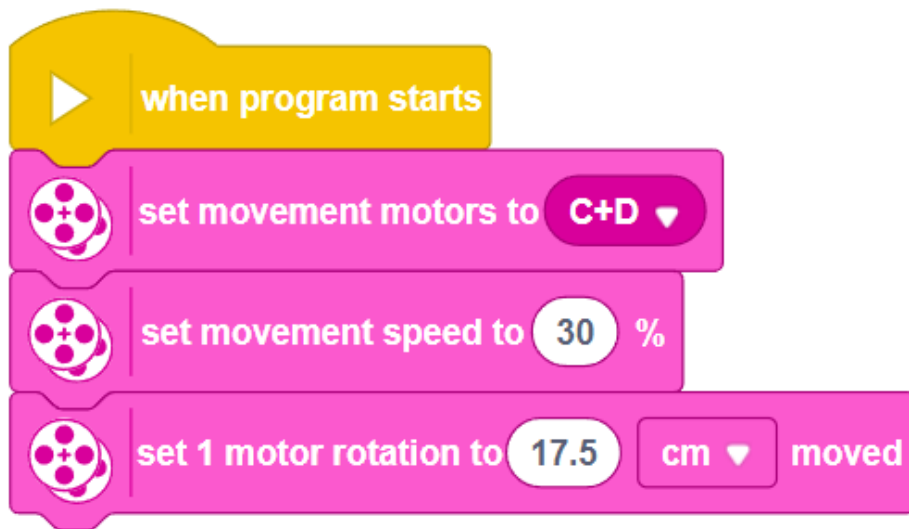 when program starts
set movement motors to C+D
set movement speed to 30 %
set 1 motor rotation to 17.5 cm moved